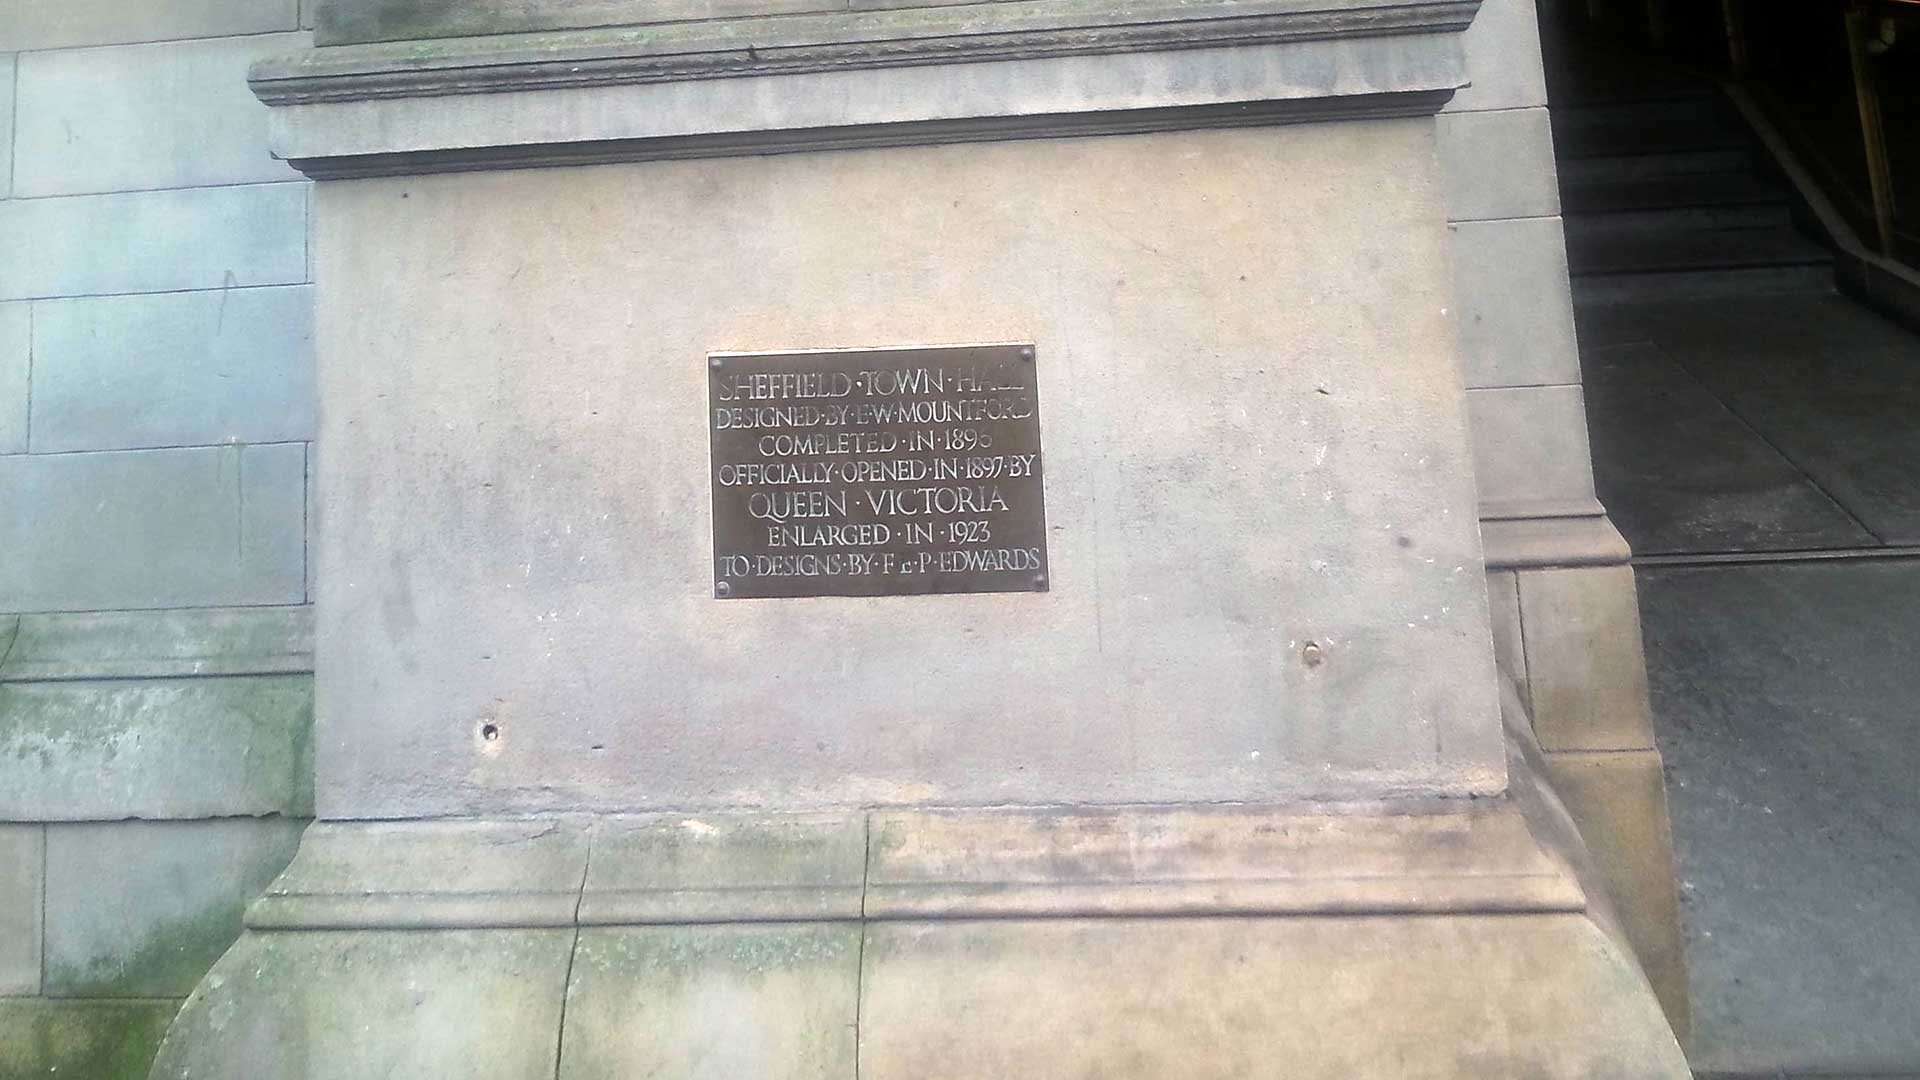 SHEFFIELD·TOWN·HALL
DESIGNED·BY·E·W·MOUNTFORD
COMPLETED·IN·1896
OFFICIALLY·OPENED·IN·1897·BY
QUEEN·VICTORIA
ENLARGED·IN·1923
TO·DESIGNS·BY·F·E·P·EDWARDS